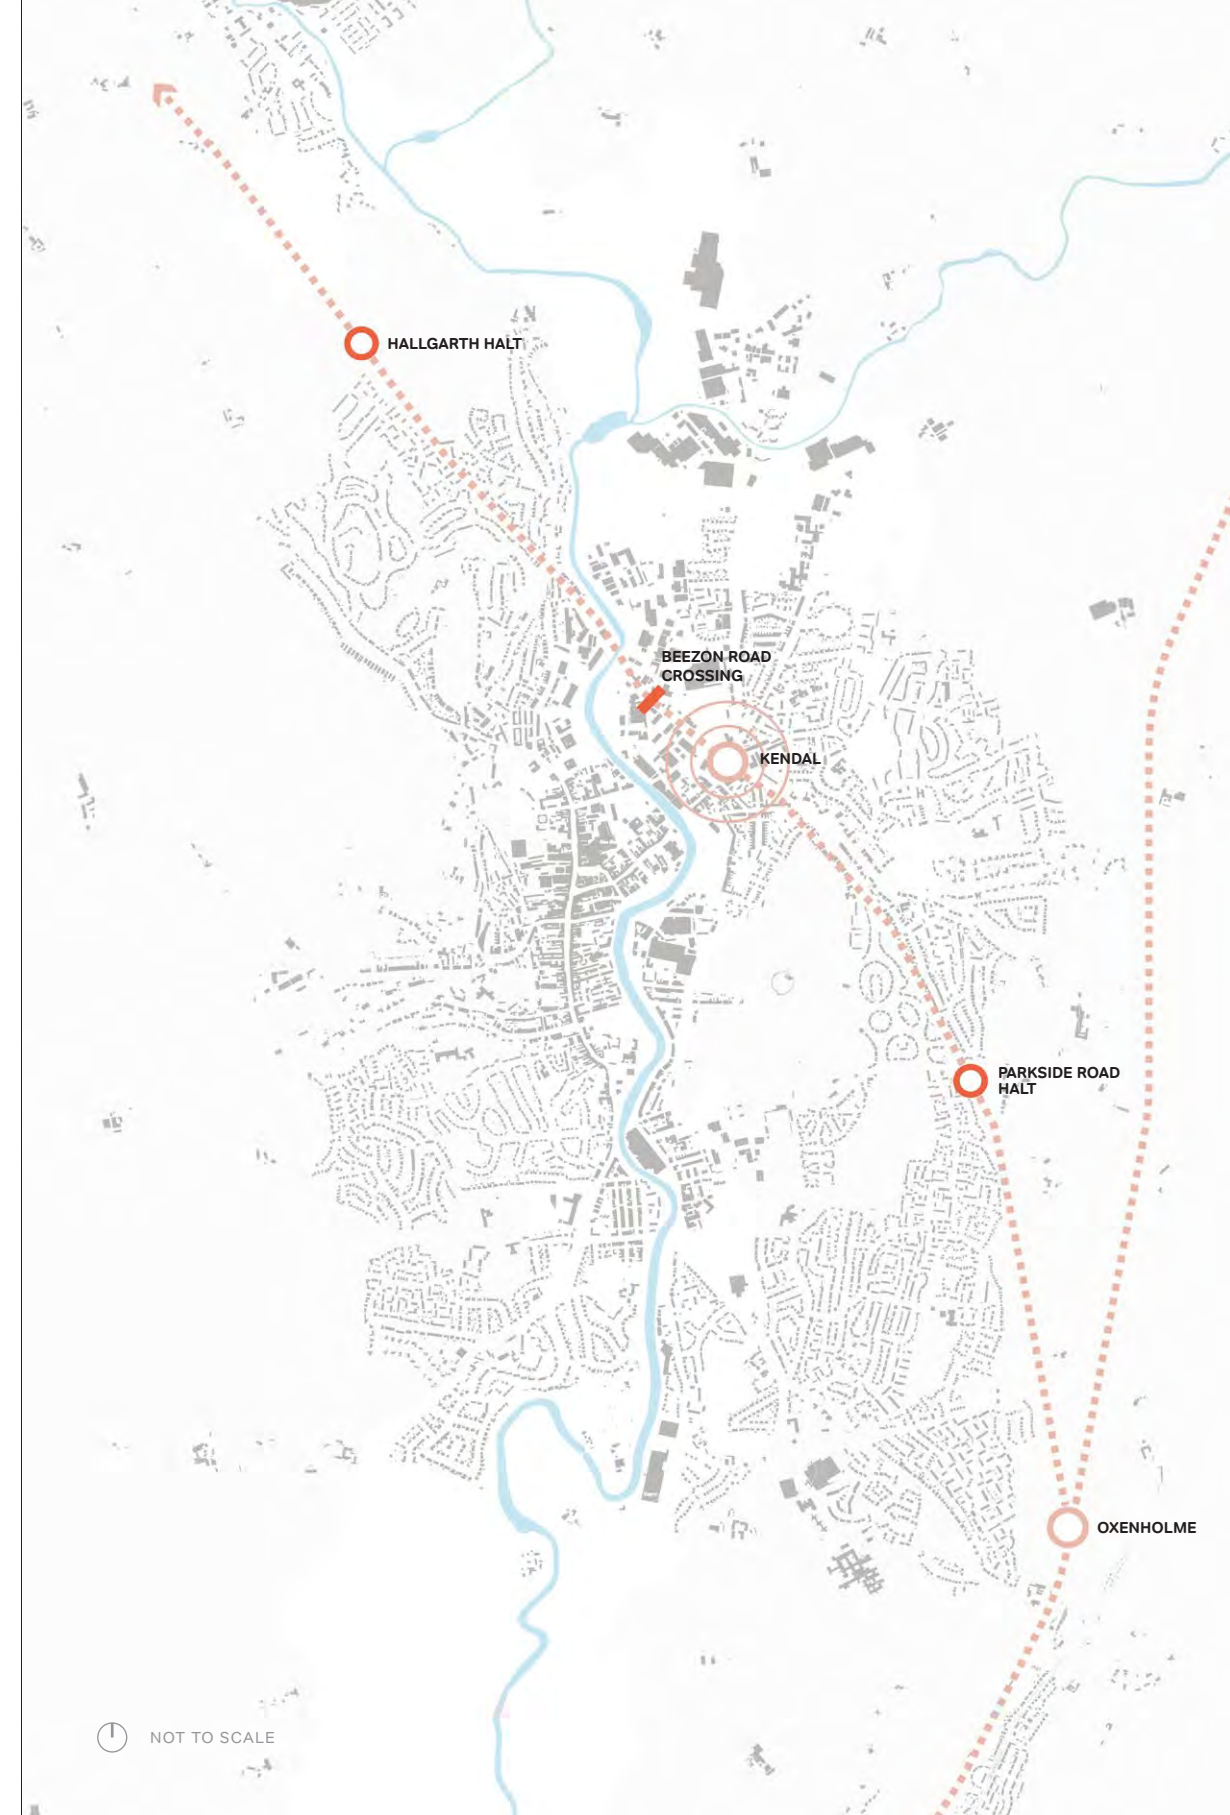 HALLGARTH HALT
BEEZON ROAD
CROSSING
KENDAL
PARKSIDE ROAD
HALT
OXENHOLME
NOT TO SCALE